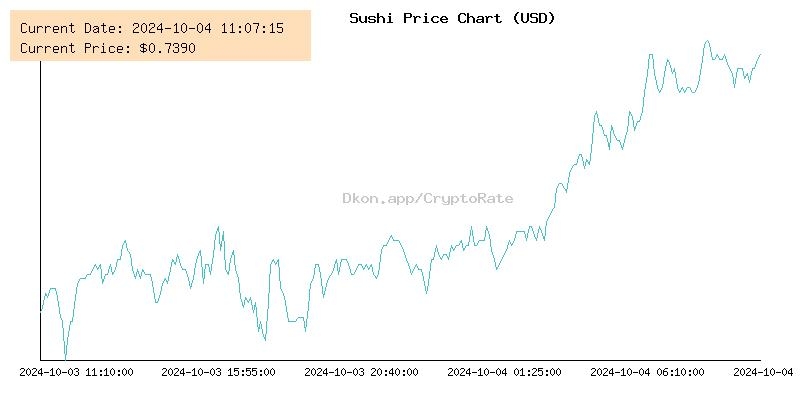 Sushi Price Chart (USD)
Current Date: 2024-10-04 11:07:15
Current Price: $0.7390
Dkon.app/CryptoRate
2024-10-03 11:10:00
2024-10-03 15:55:00
2024-10-03 20:40:00
2024-10-04 01:25:00
2024-10-04 06:10:00
2024-10-04